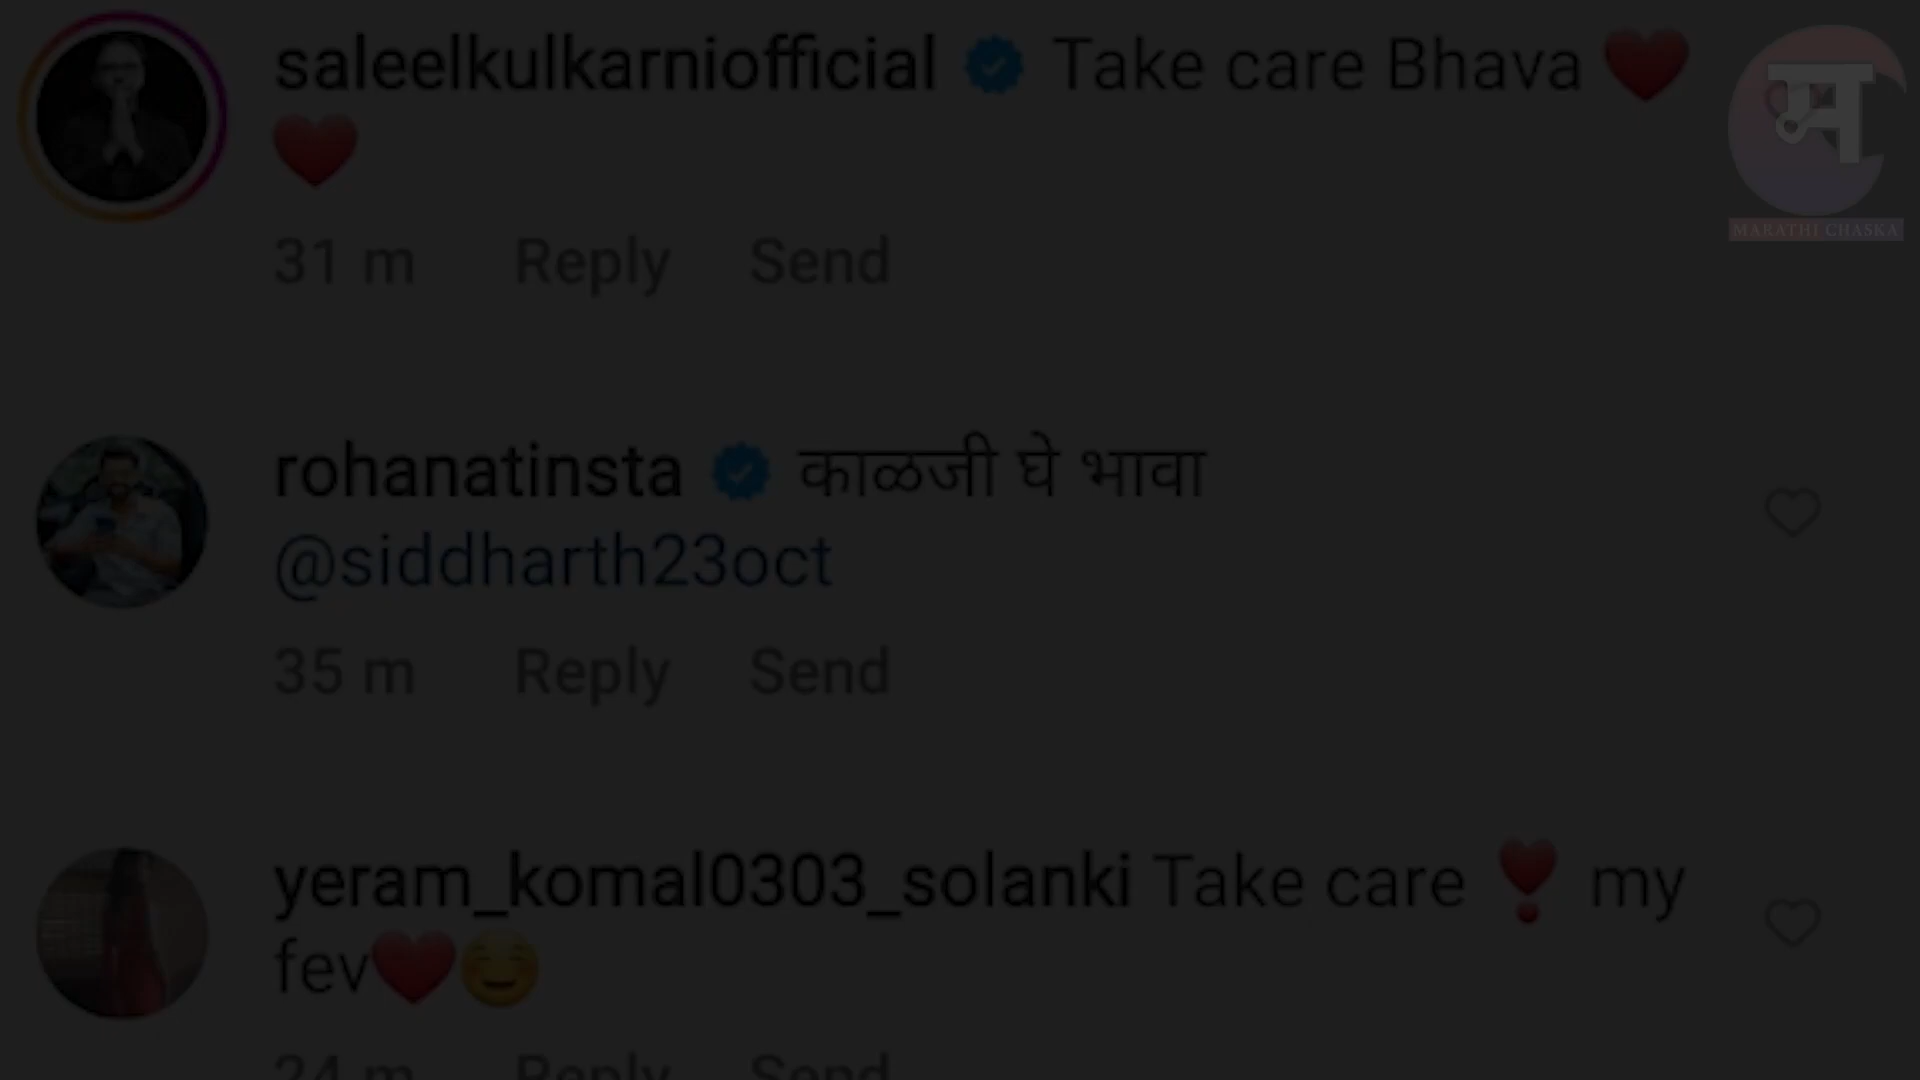 saleelkulkarniofficial Take care Bhava ❤️
❤️
31 m Reply Send
rohanatinsta काळजी घे भावा
@siddharth23oct
35 m Reply Send
yeram_komal0303_solanki Take care ❣️ my
fev❤️😊
24 m Reply Send
म
MARATHI CHASKA